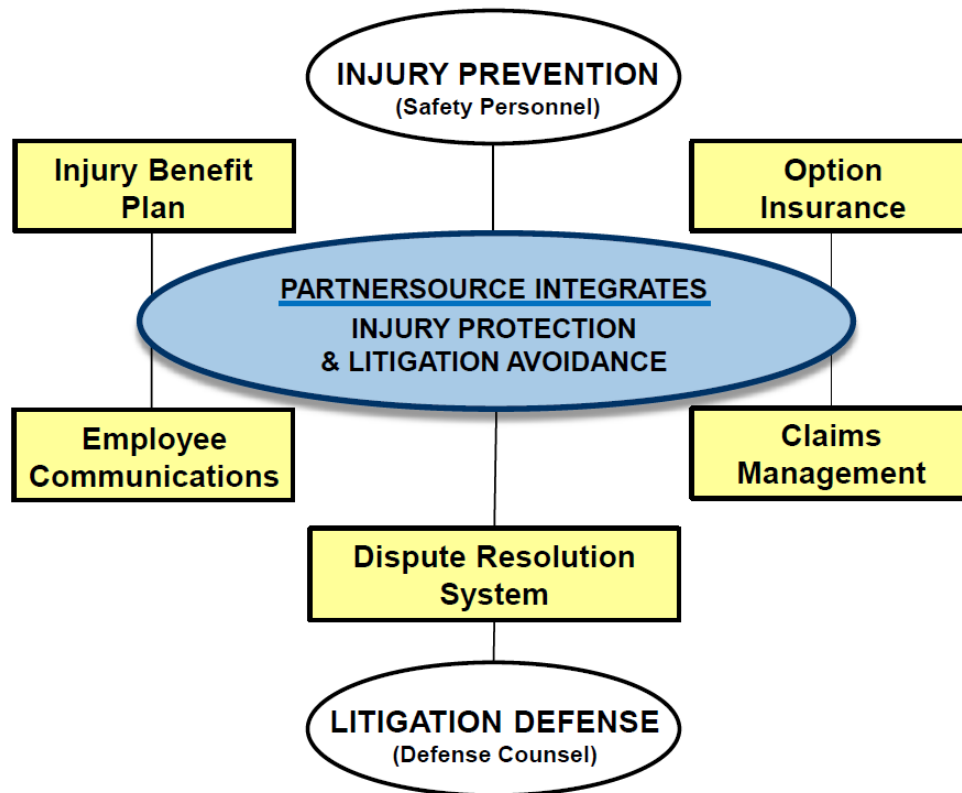 INJURY PREVENTION
(Safety Personnel)
Injury Benefit
Plan
Option
Insurance
PARTNERSOURCE INTEGRATES
INJURY PROTECTION
& LITIGATION AVOIDANCE
Employee
Communications
Claims
Management
Dispute Resolution
System
LITIGATION DEFENSE
(Defense Counsel)